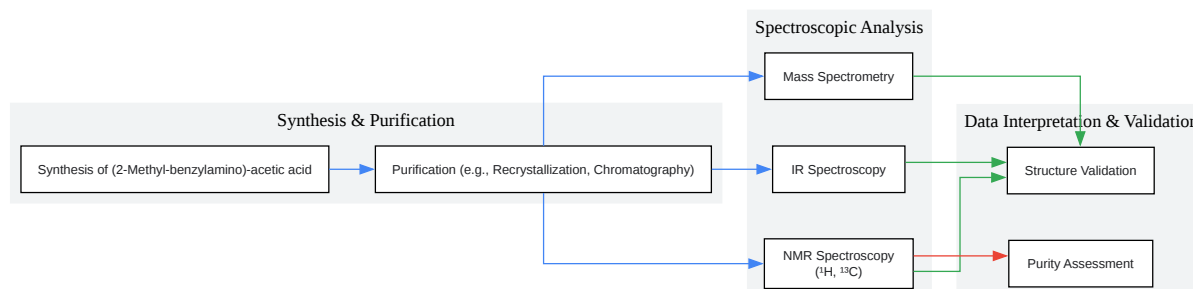 Spectroscopic Analysis
Mass Spectrometry
Synthesis & Purification
Data Interpretation & Validation
Synthesis of (2-Methyl-benzylamino)-acetic acid
Purification (e.g., Recrystallization, Chromatography)
IR Spectroscopy
Structure Validation
NMR Spectroscopy
(¹H, ¹³C)
Purity Assessment